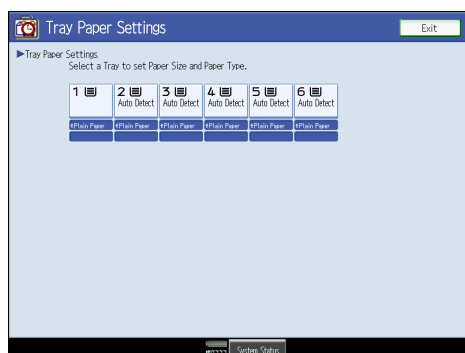 Tray Paper Settings
Exit
▶Tray Paper Settings
Select a Tray to set Paper Size and Paper Type.
1 2 3 4 5 6
Auto Detect Auto Detect Auto Detect Auto Detect Auto Detect
Plain Paper Plain Paper Plain Paper Plain Paper Plain Paper Plain Paper
System Status